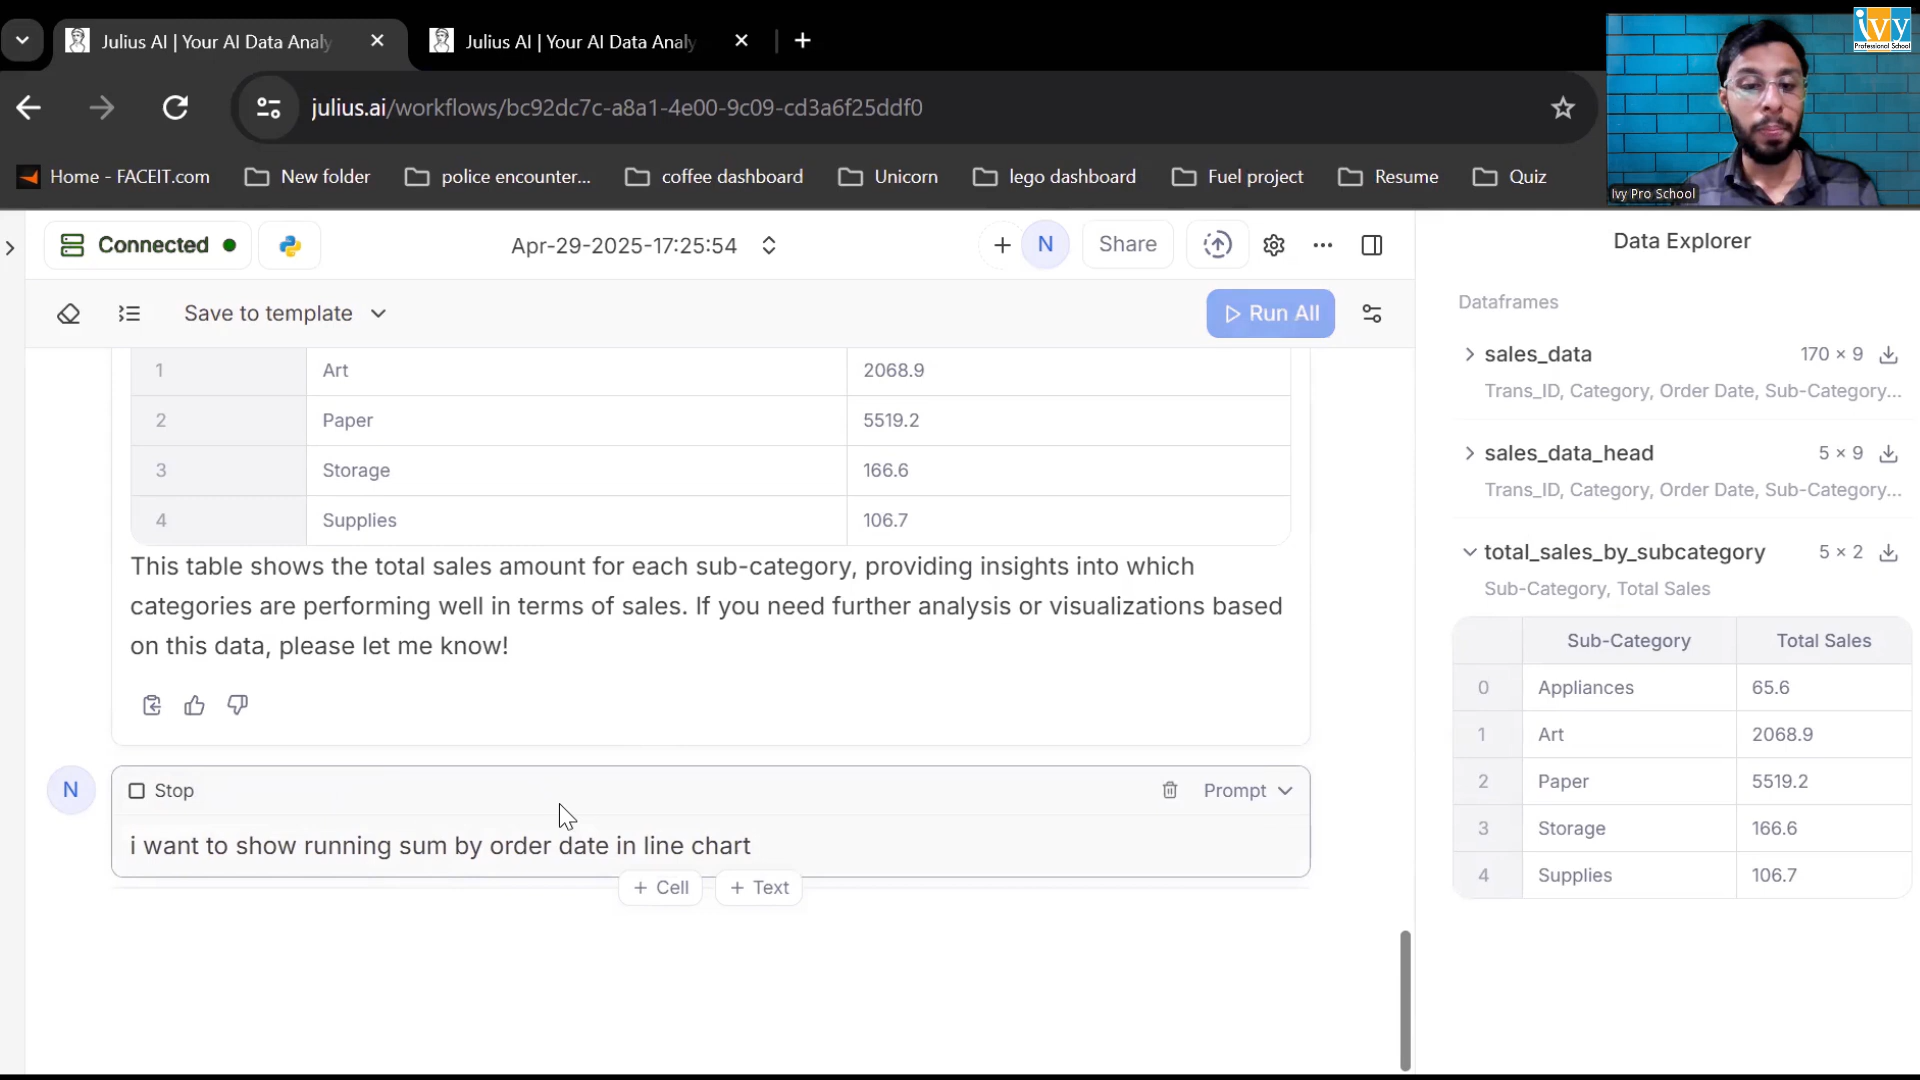 Julius AI | Your AI Data Analy
Julius AI | Your AI Data Analy
ivy
Professional School
julius.ai/workflows/bc92dc7c-a8a1-4e00-9c09-cd3a6f25ddf0
Home - FACEIT.com
New folder
police encounter...
coffee dashboard
Unicorn
lego dashboard
Fuel project
Resume
Quiz
Ivy Pro School
Connected
Apr-29-2025-17:25:54
N
Share
Save to template
Run All
1 Art 2068.9
2 Paper 5519.2
3 Storage 166.6
4 Supplies 106.7
This table shows the total sales amount for each sub-category, providing insights into which
categories are performing well in terms of sales. If you need further analysis or visualizations based
on this data, please let me know!
N
Stop
Prompt
i want to show running sum by order date in line chart
+ Cell
+ Text
Data Explorer
Dataframes
sales_data 170 × 9
Trans_ID, Category, Order Date, Sub-Category...
sales_data_head 5 × 9
Trans_ID, Category, Order Date, Sub-Category...
total_sales_by_subcategory 5 × 2
Sub-Category, Total Sales
Sub-Category Total Sales
0 Appliances 65.6
1 Art 2068.9
2 Paper 5519.2
3 Storage 166.6
4 Supplies 106.7